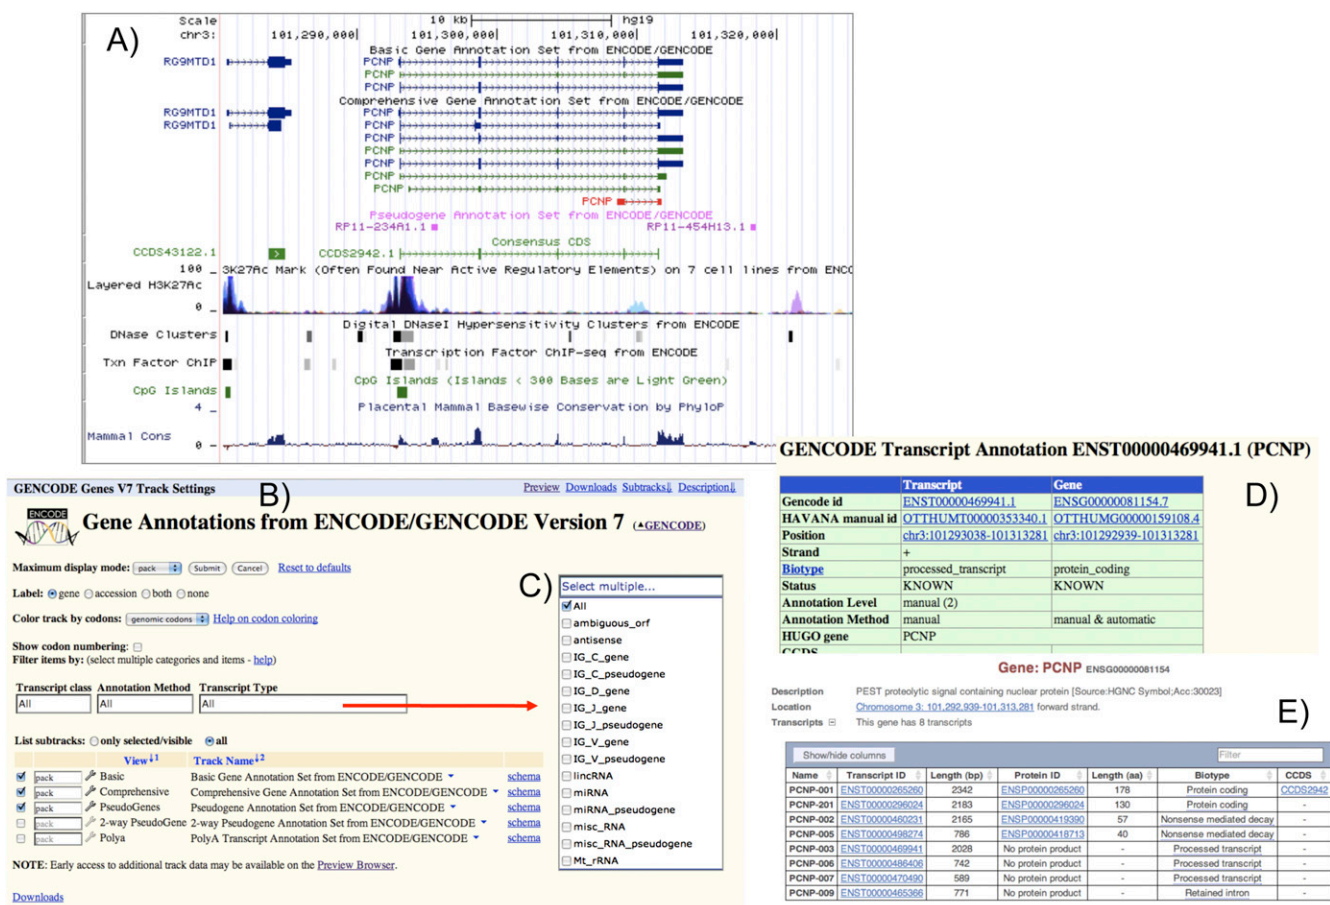 A)
Scale 10 kb hg19
chr3: 101,290,000 101,300,000 101,310,000 101,320,000
Basic Gene Annotation Set from ENCODE/GENCODE
RG9MTD1 PCNP
PCNP
PCNP
Comprehensive Gene Annotation Set from ENCODE/GENCODE
RG9MTD1 PCNP
RG9MTD1 PCNP
PCNP
PCNP
PCNP
PCNP
PCNP
PCNP
Pseudogene Annotation Set from ENCODE/GENCODE
RP11-234A1.1 RP11-454H13.1
Consensus CDS
CCDS43122.1 CCDS2942.1
100 _ 3K27Ac Mark (Often Found Near Active Regulatory Elements) on 7 cell lines from ENCO
Layered H3K27Ac
0 _
Digital DNaseI Hypersensitivity Clusters from ENCODE
DNase Clusters
Transcription Factor ChIP-seq from ENCODE
Txn Factor ChIP
CpG Islands (Islands < 300 Bases are Light Green)
CpG Islands
4 _ Placental Mammal Basewise Conservation by PhyloP
Mammal Cons 0 _
B)
GENCODE Genes V7 Track Settings Preview Downloads Subtracks Description
ENCODE
Gene Annotations from ENCODE/GENCODE Version 7 (▲GENCODE)
Maximum display mode: pack Submit Cancel Reset to defaults
Label: gene accession both none
Color track by codons: genomic codons Help on codon coloring
Show codon numbering:
Filter items by: (select multiple categories and items - help)
Transcript class Annotation Method Transcript Type
All All All
List subtracks: only selected/visible all
View↓1 Track Name↓2
pack Basic Basic Gene Annotation Set from ENCODE/GENCODE schema
pack Comprehensive Comprehensive Gene Annotation Set from ENCODE/GENCODE schema
pack PseudoGenes Pseudogene Annotation Set from ENCODE/GENCODE schema
pack 2-way PseudoGene 2-way Pseudogene Annotation Set from ENCODE/GENCODE schema
pack Polya PolyA Transcript Annotation Set from ENCODE/GENCODE schema
NOTE: Early access to additional track data may be available on the Preview Browser.
Downloads
C)
Select multiple...
All
ambiguous_orf
antisense
IG_C_gene
IG_C_pseudogene
IG_D_gene
IG_J_gene
IG_J_pseudogene
IG_V_gene
IG_V_pseudogene
lincRNA
miRNA
miRNA_pseudogene
misc_RNA
misc_RNA_pseudogene
Mt_rRNA
GENCODE Transcript Annotation ENST00000469941.1 (PCNP)
D)
Transcript Gene
Gencode id ENST00000469941.1 ENSG00000081154.7
HAVANA manual id OTTHUMT00000353340.1 OTTHUMG00000159108.4
Position chr3:101293038-101313281 chr3:101292939-101313281
Strand +
Biotype processed_transcript protein_coding
Status KNOWN KNOWN
Annotation Level manual (2)
Annotation Method manual manual & automatic
HUGO gene PCNP
CCDS
Gene: PCNP ENSG00000081154
E)
Description PEST proteolytic signal containing nuclear protein [Source:HGNC Symbol;Acc:30023]
Location Chromosome 3: 101,292,939-101,313,281 forward strand.
Transcripts This gene has 8 transcripts
Show/hide columns Filter
Name Transcript ID Length (bp) Protein ID Length (aa) Biotype CCDS
PCNP-001 ENST00000265260 2342 ENSP00000265260 178 Protein coding CCDS2942
PCNP-201 ENST00000296024 2183 ENSP00000296024 130 Protein coding -
PCNP-002 ENST00000460231 2165 ENSP00000419390 57 Nonsense mediated decay -
PCNP-005 ENST00000498274 786 ENSP00000418713 40 Nonsense mediated decay -
PCNP-003 ENST00000469941 2028 No protein product - Processed transcript -
PCNP-006 ENST00000486406 742 No protein product - Processed transcript -
PCNP-007 ENST00000470490 589 No protein product - Processed transcript -
PCNP-009 ENST00000465366 771 No protein product - Retained intron -